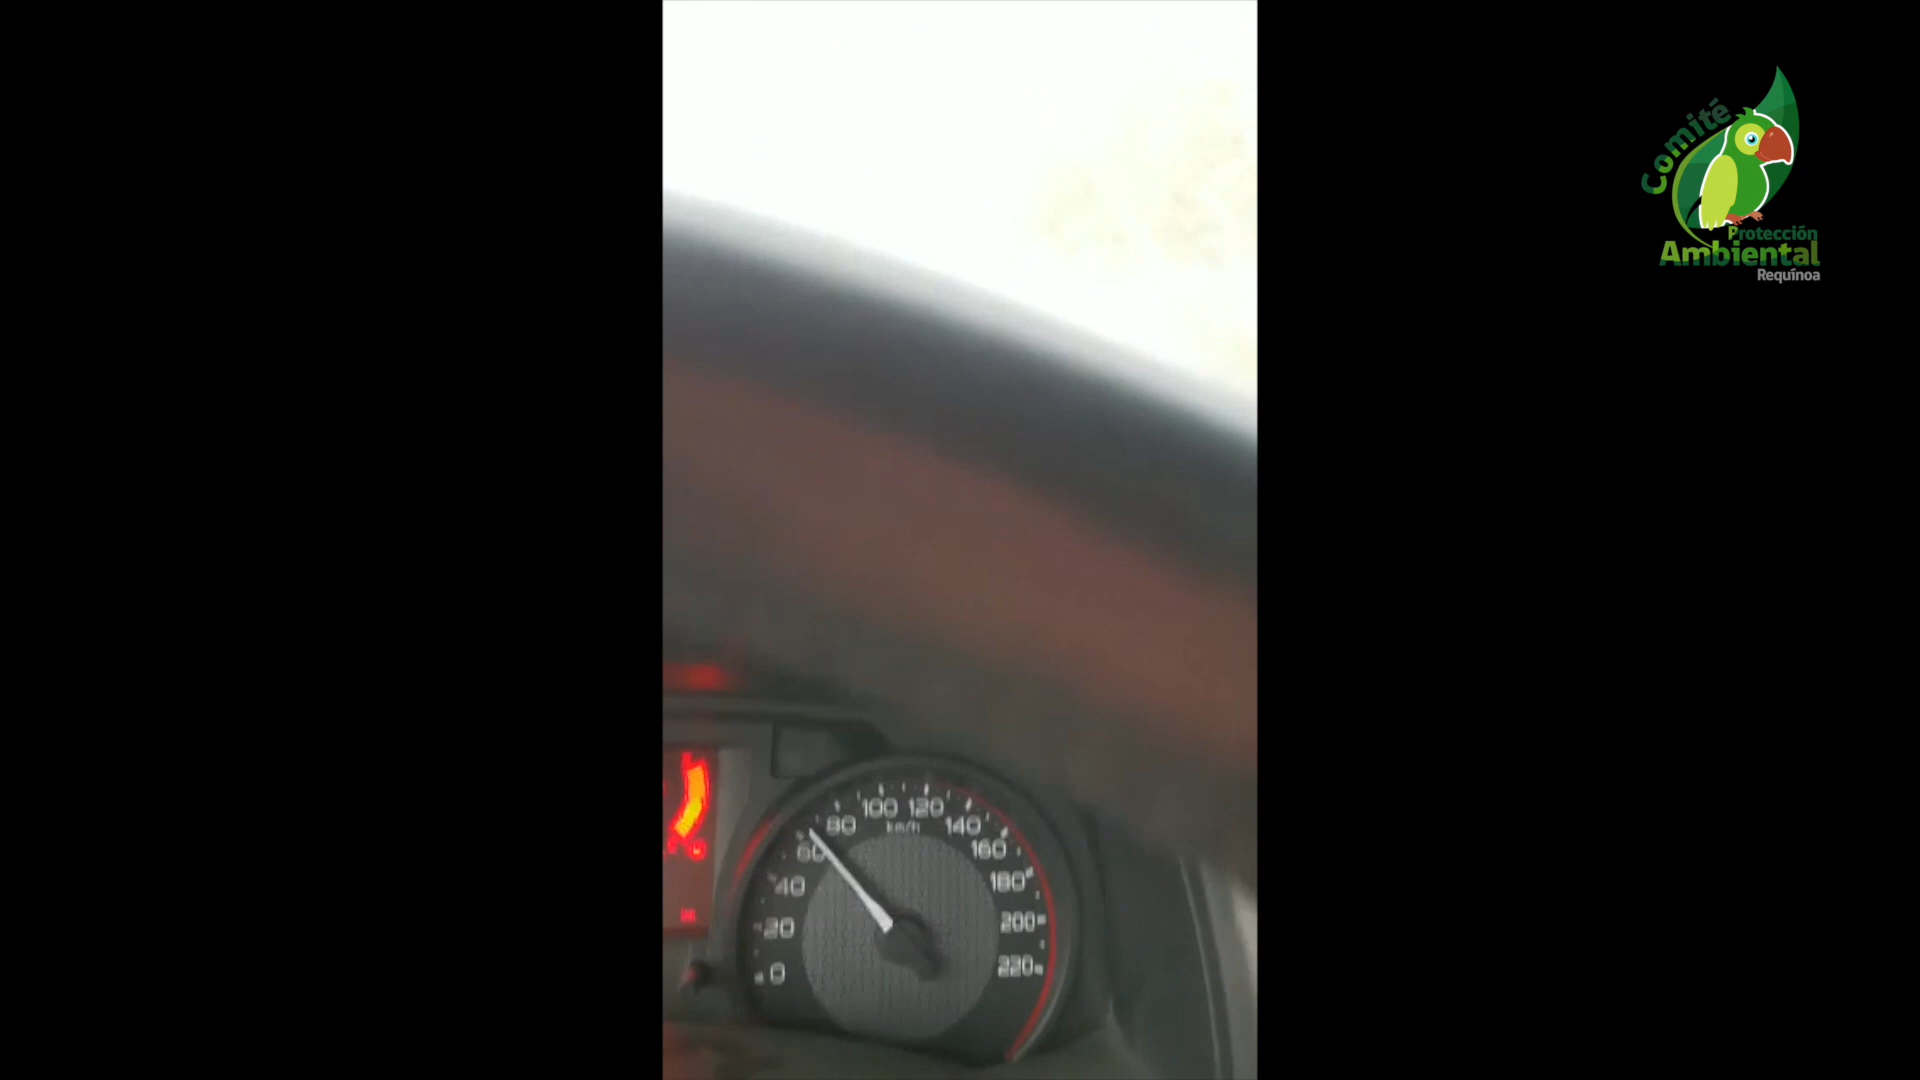 Comité
Protección
Ambiental
Requínoa
100 120
80 km/h 140
60 160
40 180
20 200
0 220